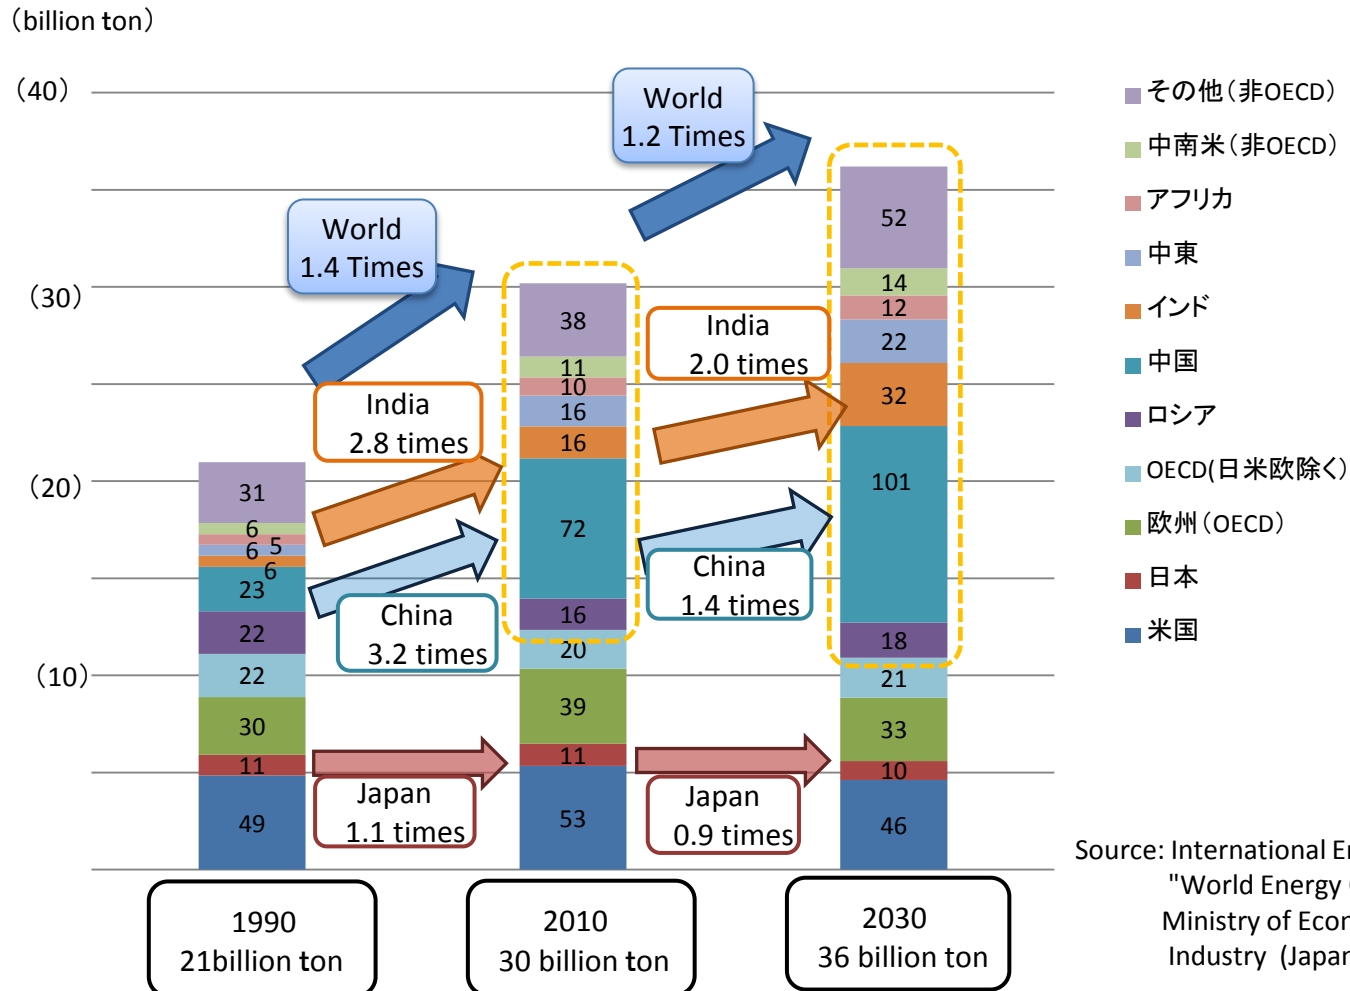 （billion ton）
（40）
（30）
（20）
（10）
World
1.4 Times
World
1.2 Times
India
2.8 times
India
2.0 times
China
3.2 times
China
1.4 times
Japan
1.1 times
Japan
0.9 times
31
6
5
6
6
23
22
22
30
11
49
38
11
10
16
16
72
16
20
39
11
53
52
14
12
22
32
101
18
21
33
10
46
1990
21billion ton
2010
30 billion ton
2030
36 billion ton
その他（非OECD）
中南米（非OECD）
アフリカ
中東
インド
中国
ロシア
OECD(日米欧除く)
欧州（OECD）
日本
米国
Source: International
"World Energy
Ministry of
Industry (Japan